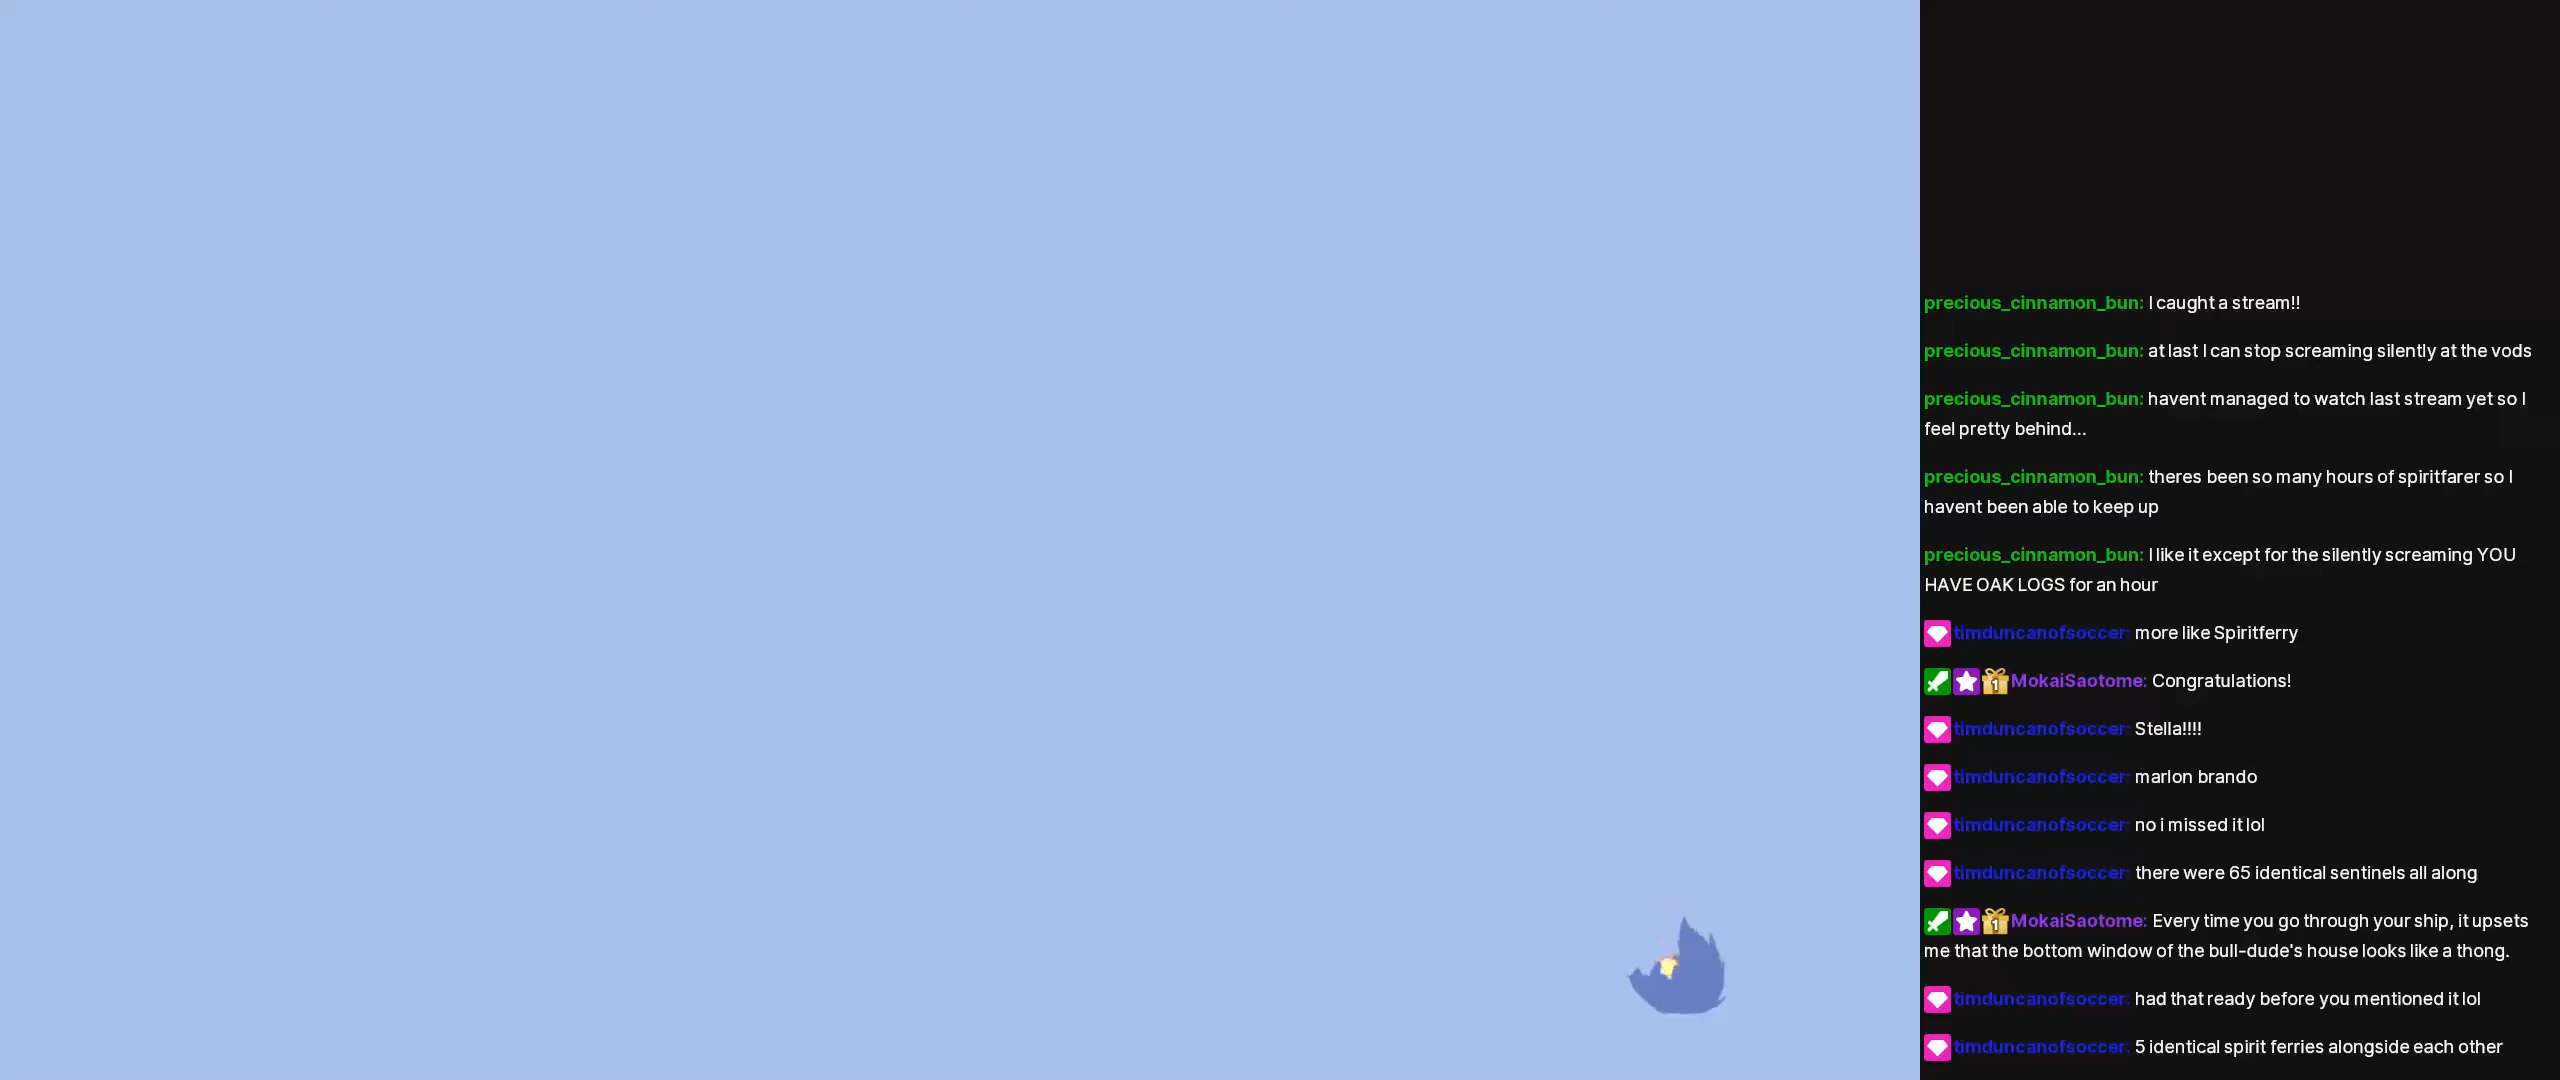 precious_cinnamon_bun: I caught a stream!!
precious_cinnamon_bun: at last I can stop screaming silently at the vods
precious_cinnamon_bun: havent managed to watch last stream yet so I
feel pretty behind...
precious_cinnamon_bun: theres been so many hours of spiritfarer so I
havent been able to keep up
precious_cinnamon_bun: I like it except for the silently screaming YOU
HAVE OAK LOGS for an hour
timduncanofsoccer: more like Spiritferry
1 MokaiSaotome: Congratulations!
timduncanofsoccer: Stella!!!!
timduncanofsoccer: marlon brando
timduncanofsoccer: no i missed it lol
timduncanofsoccer: there were 65 identical sentinels all along
1 MokaiSaotome: Every time you go through your ship, it upsets
me that the bottom window of the bull-dude's house looks like a thong.
timduncanofsoccer: had that ready before you mentioned it lol
timduncanofsoccer: 5 identical spirit ferries alongside each other